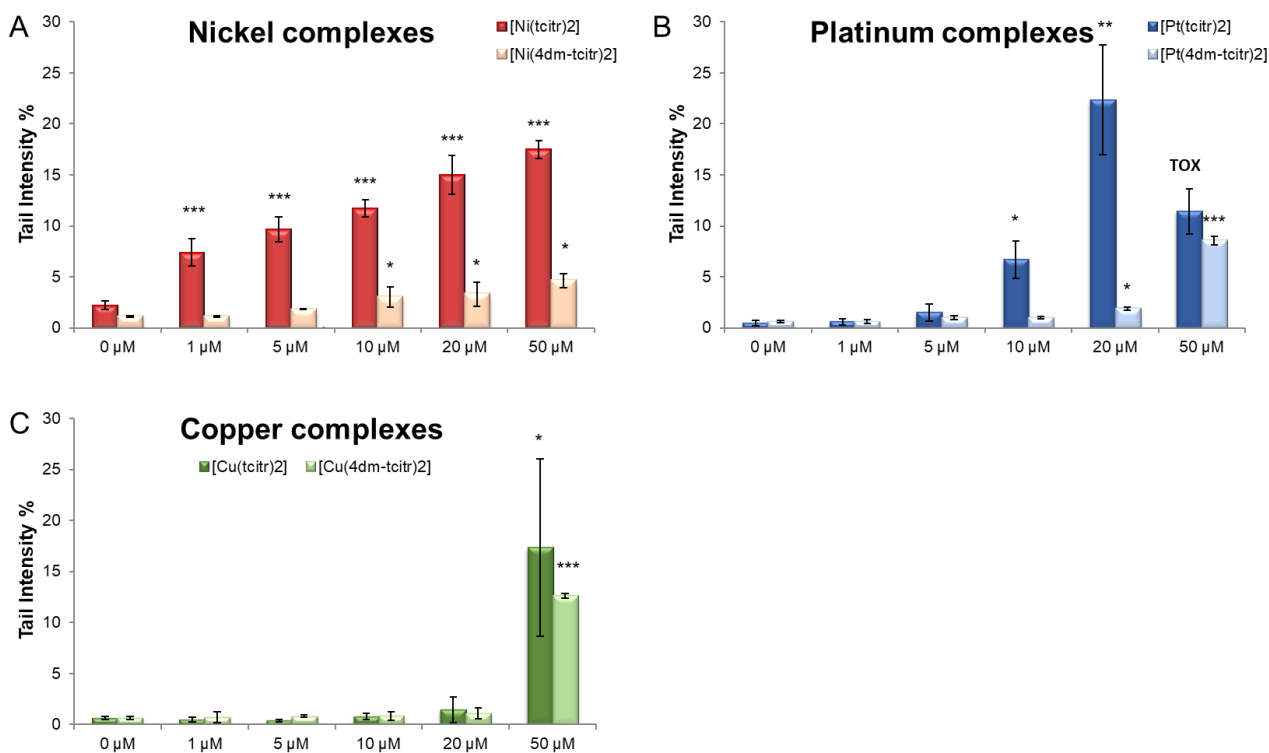 A
Nickel complexes
[Ni(tcitr)2]
[Ni(4dm-tcitr)2]
Tail Intensity %
30
25
20
15
10
5
0
***
***
***
***
***
*
*
*
0 µM 1 µM 5 µM 10 µM 20 µM 50 µM
B
Platinum complexes
[Pt(tcitr)2]
[Pt(4dm-tcitr)2]
Tail Intensity %
30
25
20
15
10
5
0
*
**
*
TOX
***
0 µM 1 µM 5 µM 10 µM 20 µM 50 µM
C
Copper complexes
[Cu(tcitr)2] [Cu(4dm-tcitr)2]
Tail Intensity %
30
25
20
15
10
5
0
*
***
0 µM 1 µM 5 µM 10 µM 20 µM 50 µM